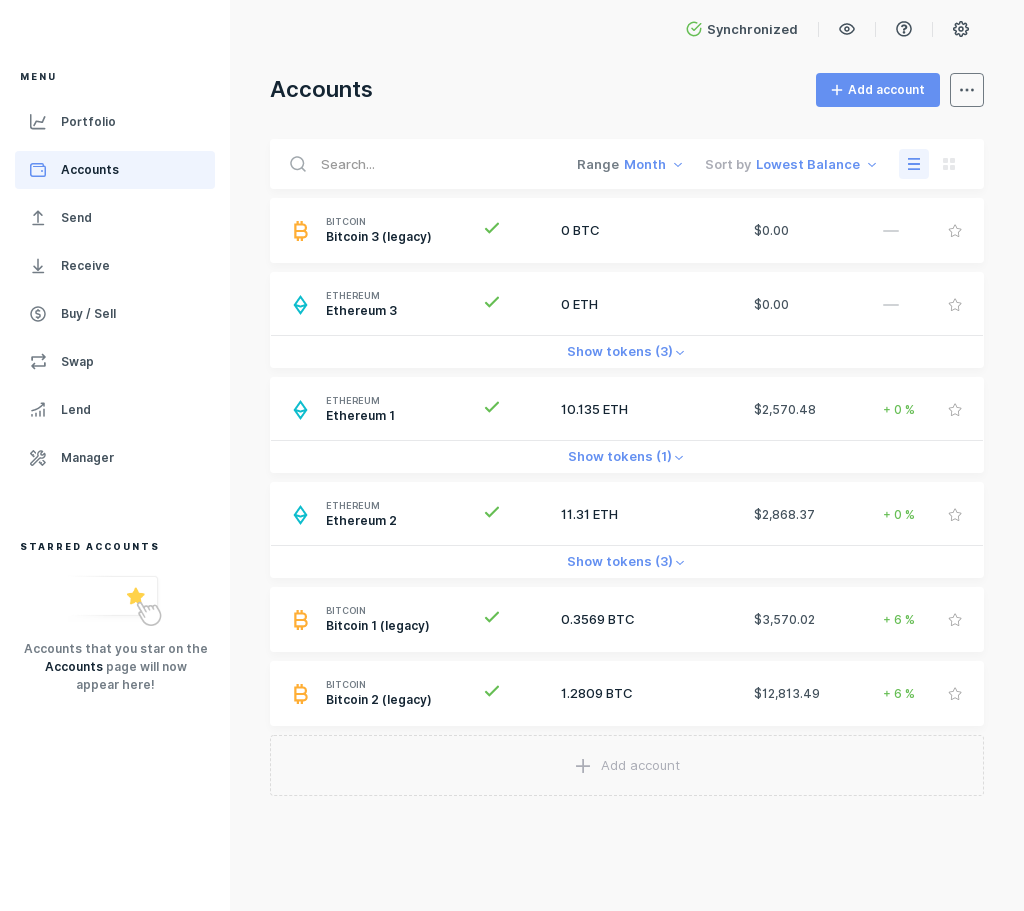 Synchronized
MENU
Portfolio
Accounts
Send
Receive
Buy / Sell
Swap
Lend
Manager
STARRED ACCOUNTS
Accounts that you star on the
Accounts page will now
appear here!
Accounts
Add account
Search...
Range Month
Sort by Lowest Balance
BITCOIN
Bitcoin 3 (legacy)
0 BTC
$0.00
—
ETHEREUM
Ethereum 3
0 ETH
$0.00
—
Show tokens (3)
ETHEREUM
Ethereum 1
10.135 ETH
$2,570.48
+ 0 %
Show tokens (1)
ETHEREUM
Ethereum 2
11.31 ETH
$2,868.37
+ 0 %
Show tokens (3)
BITCOIN
Bitcoin 1 (legacy)
0.3569 BTC
$3,570.02
+ 6 %
BITCOIN
Bitcoin 2 (legacy)
1.2809 BTC
$12,813.49
+ 6 %
Add account